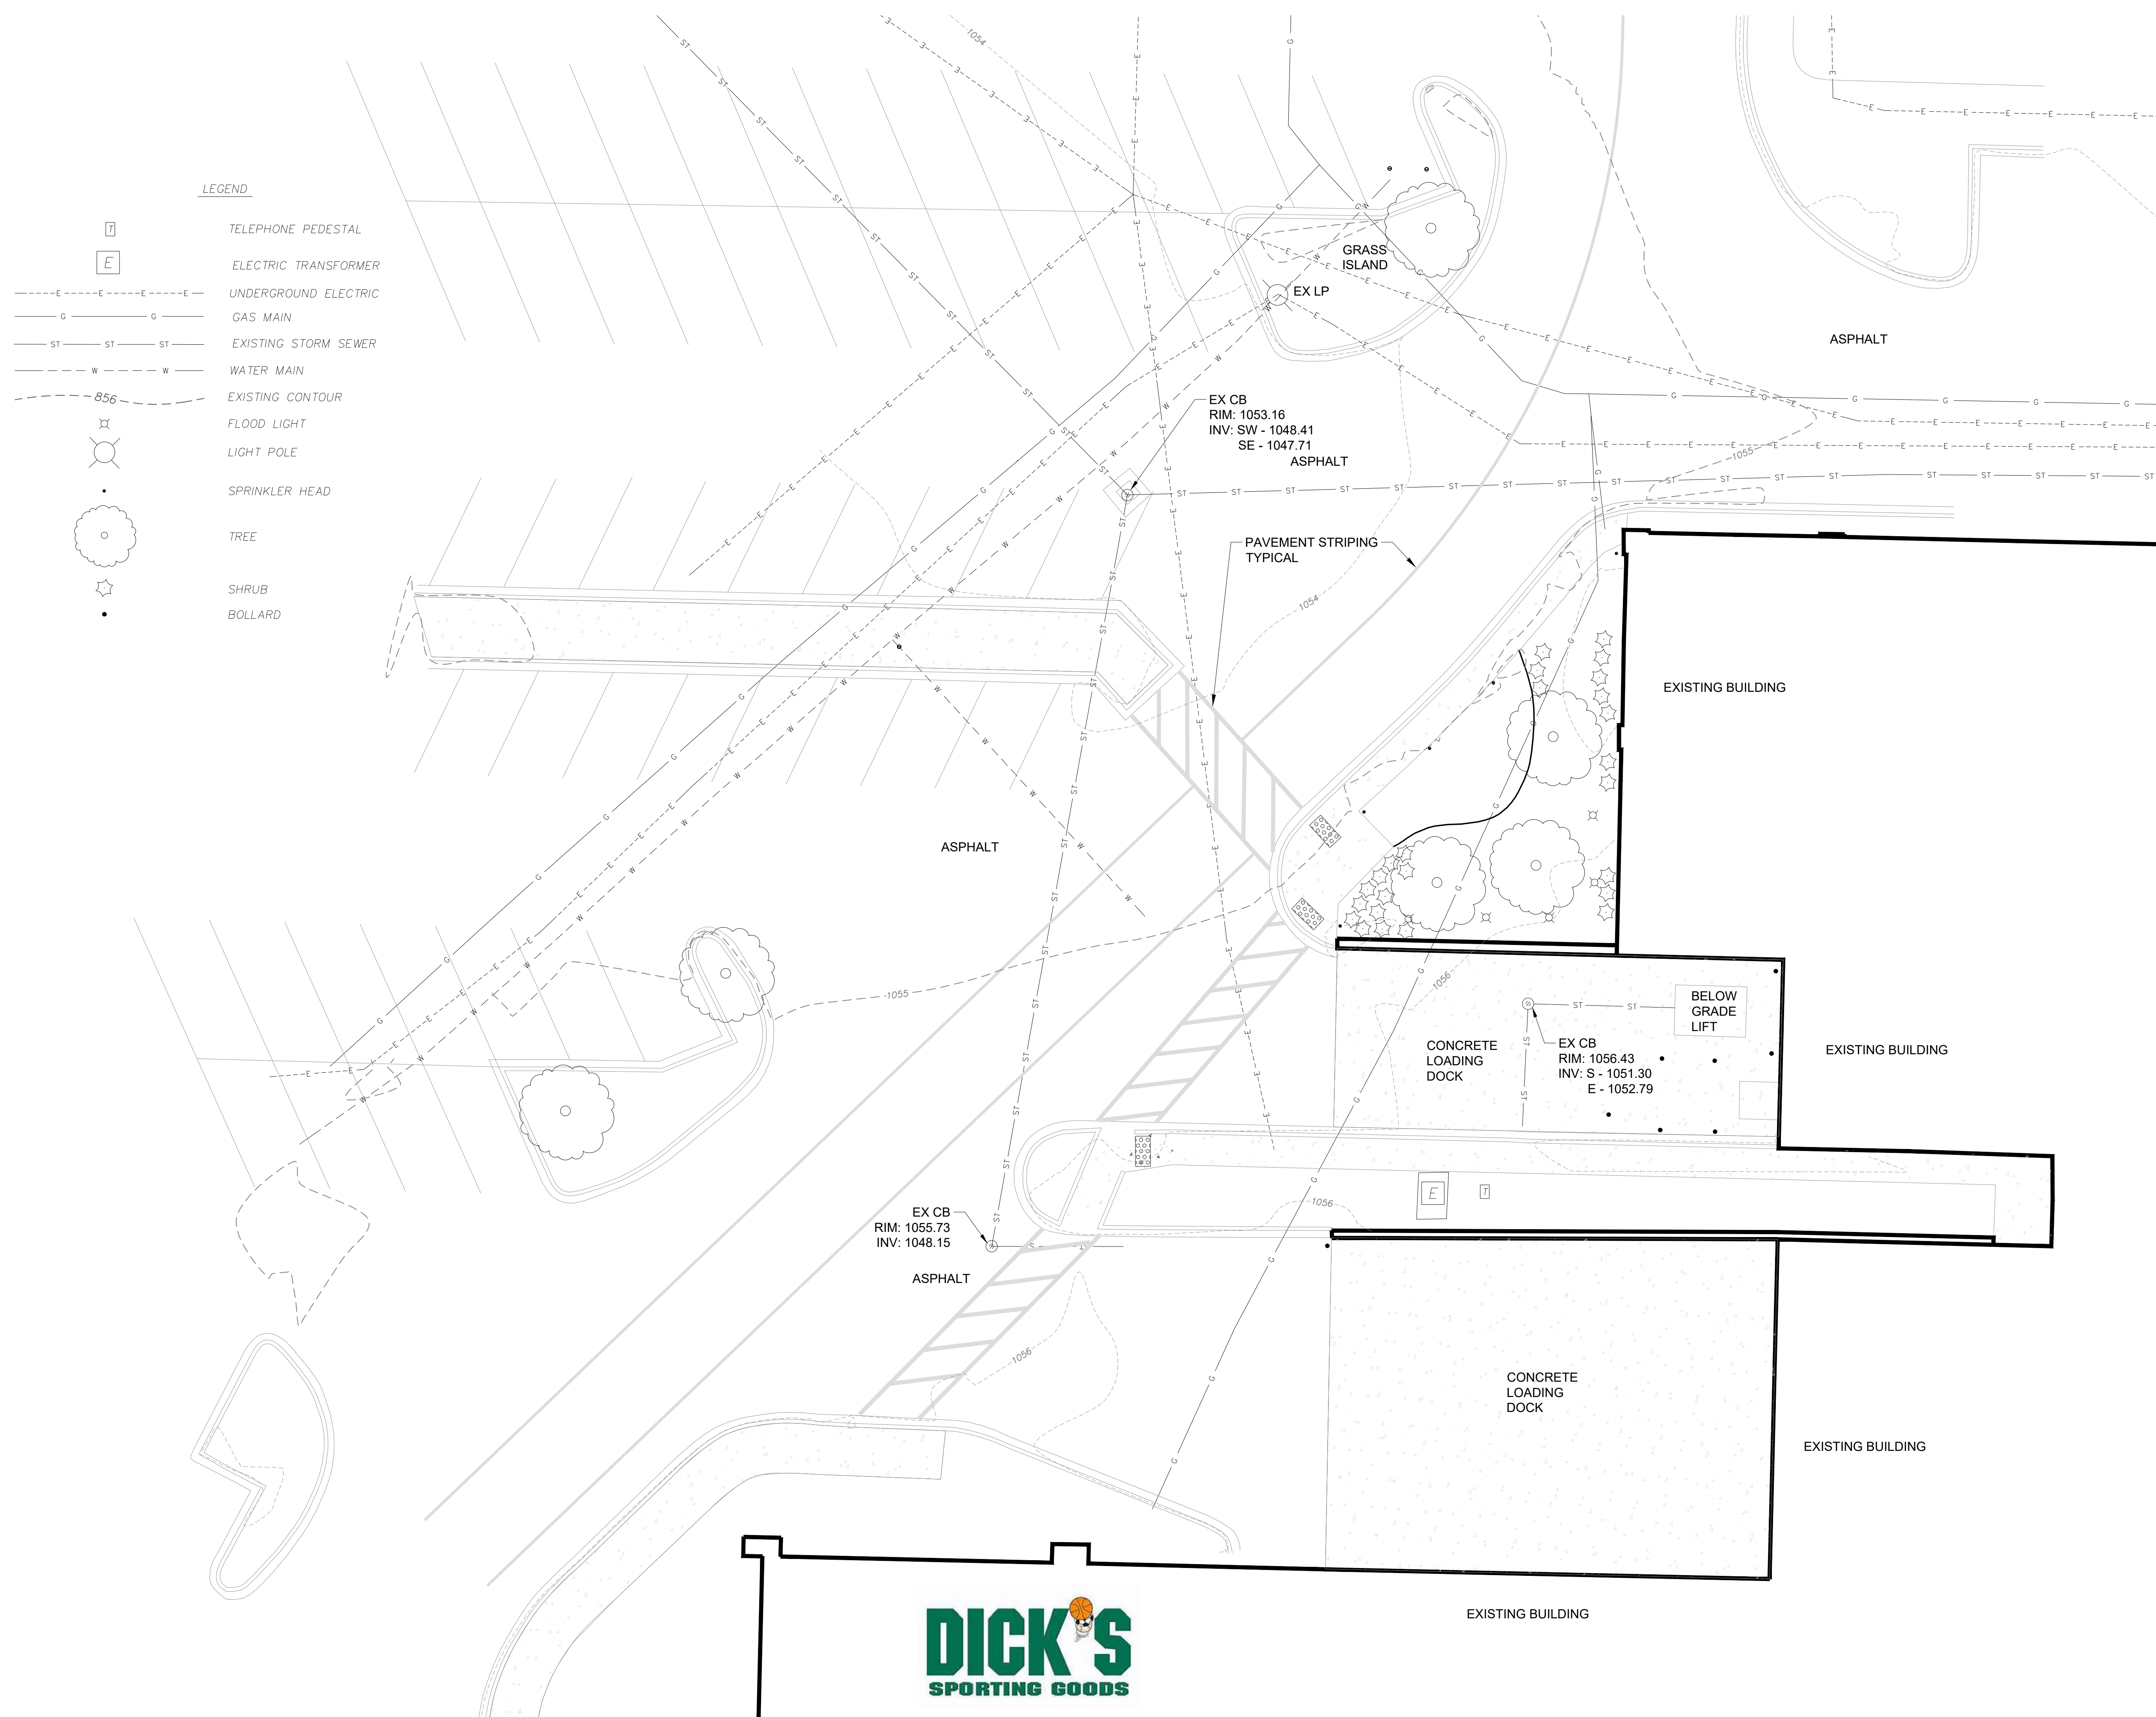 LEGEND
TELEPHONE PEDESTAL
ELECTRIC TRANSFORMER
UNDERGROUND ELECTRIC
GAS MAIN
EXISTING STORM SEWER
WATER MAIN
EXISTING CONTOUR
FLOOD LIGHT
LIGHT POLE
SPRINKLER HEAD
TREE
SHRUB
BOLLARD
T
E
E E E E
G G
ST ST ST
W W
856
1054
GRASS
ISLAND
EX LP
ASPHALT
EX CB
RIM: 1053.16
INV: SW - 1048.41
SE - 1047.71
ASPHALT
1055
PAVEMENT STRIPING
TYPICAL
1054
EXISTING BUILDING
ASPHALT
1055
1056
BELOW
GRADE
LIFT
CONCRETE
LOADING
DOCK
EX CB
RIM: 1056.43
INV: S - 1051.30
E - 1052.79
EXISTING BUILDING
E
T
1056
EX CB
RIM: 1055.73
INV: 1048.15
ASPHALT
1056
CONCRETE
LOADING
DOCK
EXISTING BUILDING
EXISTING BUILDING
DICK'S
SPORTING GOODS